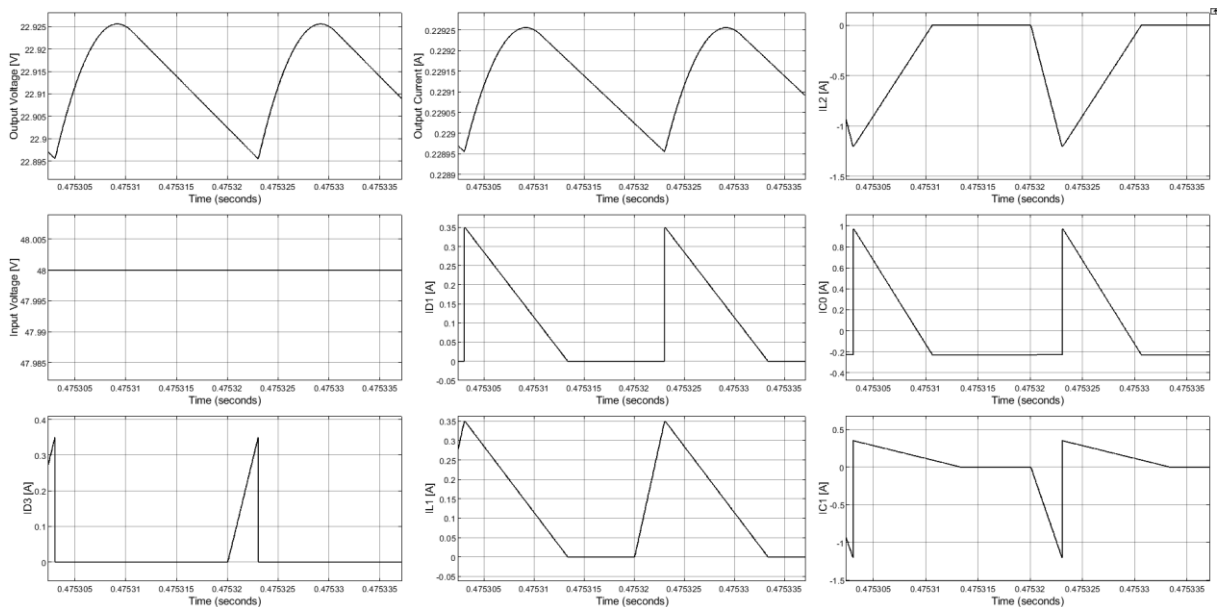 22.925
22.92
22.915
22.91
22.905
22.9
22.895
Output Voltage [V]
0.475305 0.47531 0.475315 0.47532 0.475325 0.47533 0.475335
Time (seconds)
0.22925
0.2292
0.22915
0.2291
0.22905
0.229
0.22895
0.2289
Output Current [A]
0.475305 0.47531 0.475315 0.47532 0.475325 0.47533 0.475335
Time (seconds)
0
-0.5
-1
-1.5
IL2 [A]
0.475305 0.47531 0.475315 0.47532 0.475325 0.47533 0.475335
Time (seconds)
48.005
48
47.995
47.99
47.985
Input Voltage [V]
0.475305 0.47531 0.475315 0.47532 0.475325 0.47533 0.475335
Time (seconds)
0.35
0.3
0.25
0.2
0.15
0.1
0.05
0
-0.05
ID1 [A]
0.475305 0.47531 0.475315 0.47532 0.475325 0.47533 0.475335
Time (seconds)
1
0.8
0.6
0.4
0.2
0
-0.2
-0.4
IC0 [A]
0.475305 0.47531 0.475315 0.47532 0.475325 0.47533 0.475335
Time (seconds)
0.4
0.3
0.2
0.1
0
ID3 [A]
0.475305 0.47531 0.475315 0.47532 0.475325 0.47533 0.475335
Time (seconds)
0.35
0.3
0.25
0.2
0.15
0.1
0.05
0
-0.05
IL1 [A]
0.475305 0.47531 0.475315 0.47532 0.475325 0.47533 0.475335
Time (seconds)
0.5
0
-0.5
-1
-1.5
IC1 [A]
0.475305 0.47531 0.475315 0.47532 0.475325 0.47533 0.475335
Time (seconds)